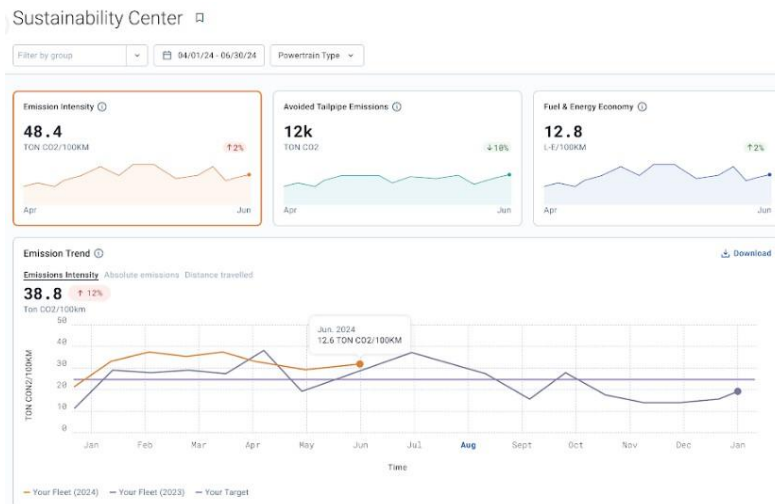 Sustainability Center
Filter by group
04/01/24 - 06/30/24
Powertrain Type
Emission Intensity
48.4
TON CO2/100KM
↑2%
Apr
Jun
Avoided Tailpipe Emissions
12k
TON CO2
↓18%
Apr
Jun
Fuel & Energy Economy
12.8
L-E/100KM
↑2%
Apr
Jun
Emission Trend
Download
Emissions Intensity Absolute emissions Distance travelled
38.8 ↑ 12%
Ton CO2/100km
50
40
30
20
10
0
TON CON2/100KM
Jun. 2024
12.6 TON CO2/100KM
Jan Feb Mar Apr May Jun Jul Aug Sept Oct Nov Dec Jan
Time
Your Fleet (2024) Your Fleet (2023) Your Target